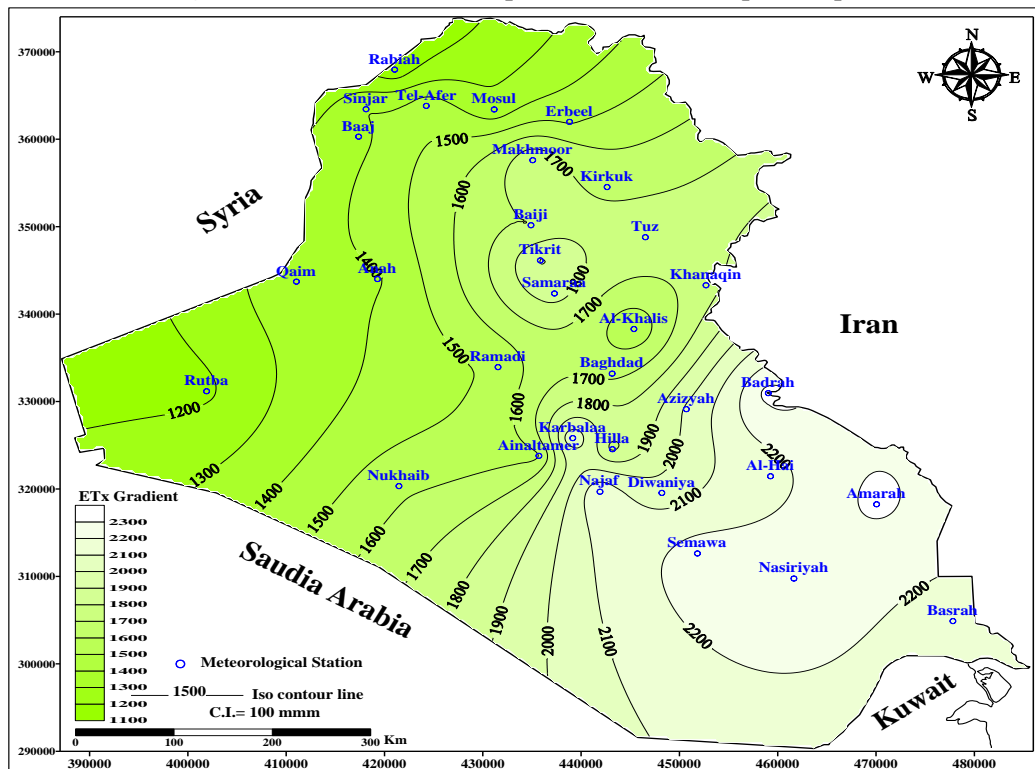 370000
360000
350000
340000
330000
320000
310000
300000
290000
390000
400000
410000
420000
430000
440000
450000
460000
470000
480000
N
W
E
S
Rabiah
Sinjar
Tel-Afer
Mosul
Erbeel
Baaj
Makhmoor
Kirkuk
Baiji
Tuz
Tikrit
Samarra
Khanaqin
Qaim
Anah
Al-Khalis
Ramadi
Baghdad
Rutba
Azizyah
Badrah
Karbalaa
Hilla
Ainaltamer
Al-Hai
Nukhaib
Najaf
Diwaniya
Amarah
Semawa
Nasiriyah
Basrah
Syria
Iran
Saudia Arabia
Kuwait
1500
1700
1600
1400
1800
1700
1500
1700
1600
1800
1900
2000
1200
2200
2100
1300
1400
1500
1600
1700
1800
1900
2000
2100
2200
2200
ETx Gradient
2300
2200
2100
2000
1900
1800
1700
1600
1500
1400
1300
1200
1100
Meteorological Station
1500 Iso contour line
C.I.= 100 mmm
0 100 200 300 Km